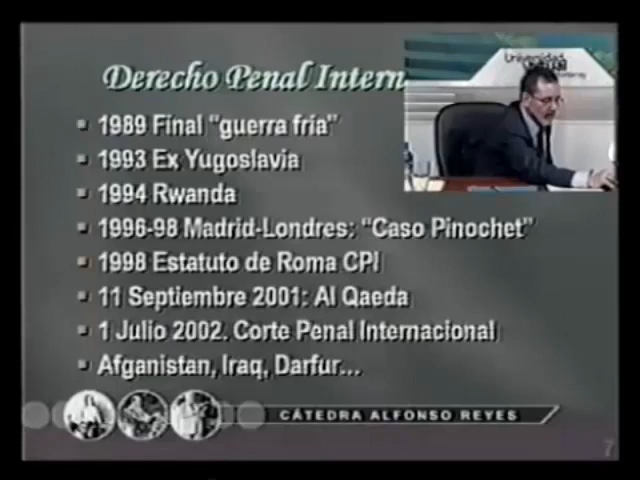 Derecho Penal Intern
Universidad
1989 Final “guerra fría”
1993 Ex Yugoslavia
1994 Rwanda
1996-98 Madrid-Londres: “Caso Pinochet”
1998 Estatuto de Roma CPI
11 Septiembre 2001: Al Qaeda
1 Julio 2002. Corte Penal Internacional
Afganistan, Iraq, Darfur...
CÁTEDRA ALFONSO REYES
7